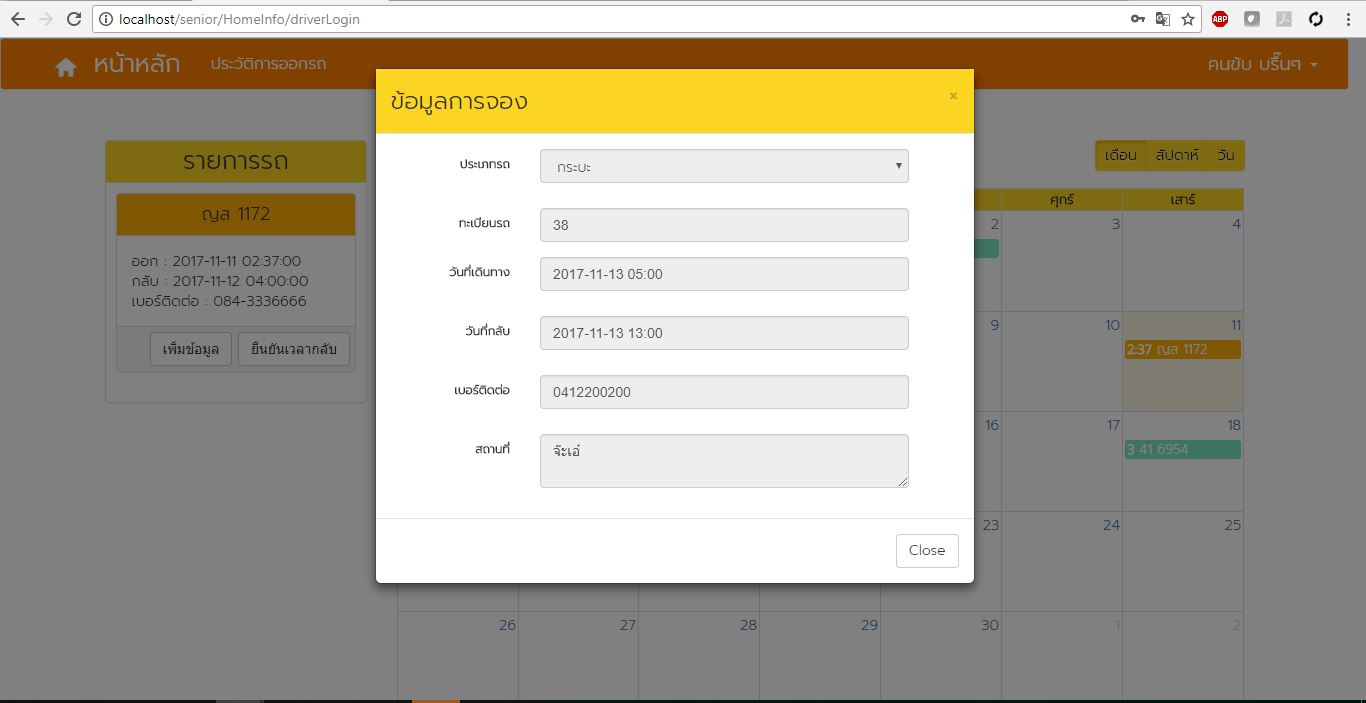 localhost/senior/HomeInfo/driverLogin
ABP
หน้าหลัก ประวัติการออกรถ
คนขับ บรื๊นๆ
ข้อมูลการจอง
×
ประเภทรถ
กระบะ
ทะเบียนรถ
38
วันที่เดินทาง
2017-11-13 05:00
วันที่กลับ
2017-11-13 13:00
เบอร์ติดต่อ
0412200200
สถานที่
จ๊ะเอ๋
Close
รายการรถ
ญส 1172
ออก : 2017-11-11 02:37:00
กลับ : 2017-11-12 04:00:00
เบอร์ติดต่อ : 084-3336666
เพิ่มข้อมูล ยืนยันเวลากลับ
เดือน สัปดาห์ วัน
ศุกร์ เสาร์
2 3 4
9 10 11
2:37 ญส 1172
16 17 18
3 41 6954
23 24 25
26 27 28 29 30 1 2